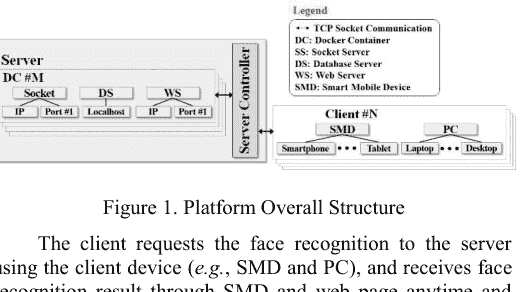 Legend
TCP Socket Communication
DC: Docker Container
SS: Socket Server
DS: Database Server
WS: Web Server
SMD: Smart Mobile Device
Server
DC #M
Socket DS WS
IP Port #1 Localhost IP Port #1
Server Controller
Client #N
SMD PC
Smartphone ••• Tablet Laptop ••• Desktop
Figure 1. Platform Overall Structure
The client requests the face recognition to the server
using the client device (e.g., SMD and PC), and receives face
recognition result through SMD and web page anytime and